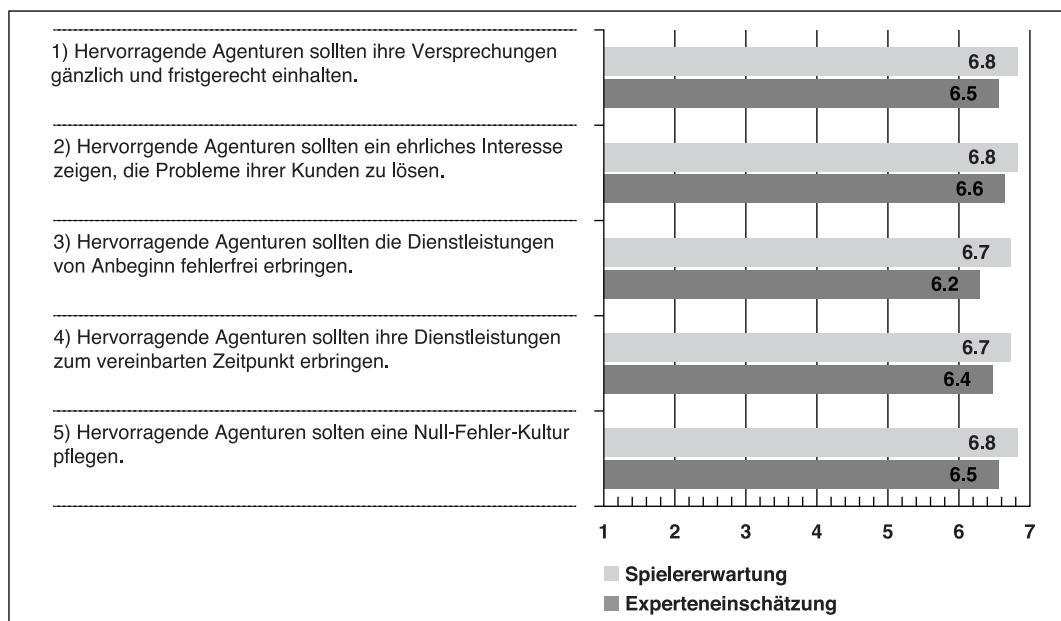 1) Hervorragende Agenturen sollten ihre Versprechungen
gänzlich und fristgerecht einhalten.
6.8
6.5
2) Hervorrgende Agenturen sollten ein ehrliches Interesse
zeigen, die Probleme ihrer Kunden zu lösen.
6.8
6.6
3) Hervorragende Agenturen sollten die Dienstleistungen
von Anbeginn fehlerfrei erbringen.
6.7
6.2
4) Hervorragende Agenturen sollten ihre Dienstleistungen
zum vereinbarten Zeitpunkt erbringen.
6.7
6.4
5) Hervorragende Agenturen solten eine Null-Fehler-Kultur
pflegen.
6.8
6.5
1 2 3 4 5 6 7
Spielererwartung
Experteneinschätzung